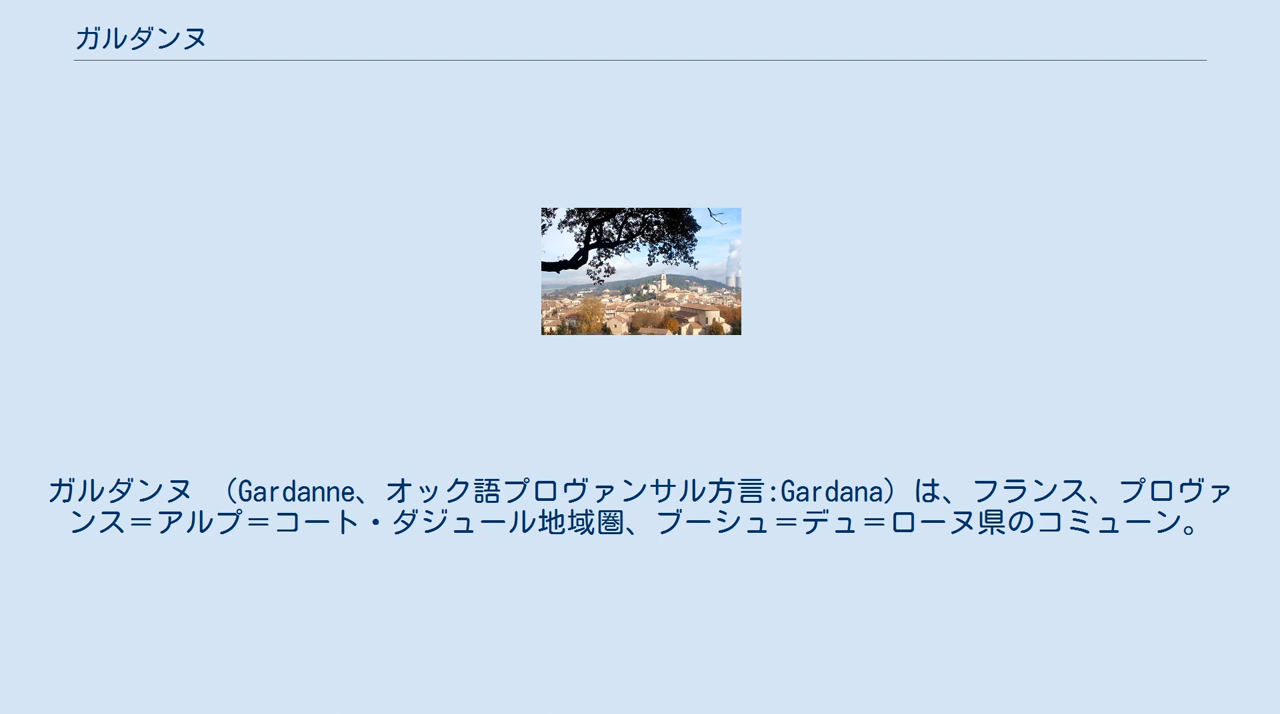 ガルダンヌ
ガルダンヌ　（Gardanne、オック語プロヴァンサル方言:Gardana）は、フランス、プロヴァ
ンス＝アルプ＝コート・ダジュール地域圏、ブーシュ＝デュ＝ローヌ県のコミューン。